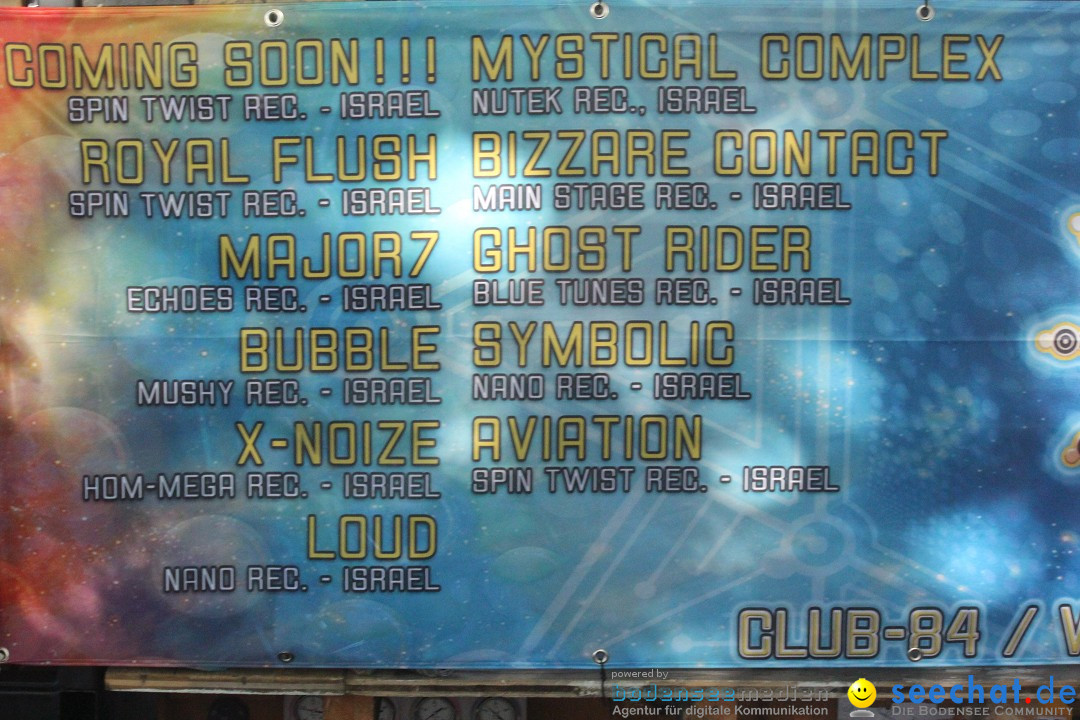 COMING SOON!!!
SPIN TWIST REC. - ISRAEL
ROYAL FLUSH
SPIN TWIST REC. - ISRAEL
MAJOR7
ECHOES REC. - ISRAEL
BUBBLE
MUSHY REC. - ISRAEL
X-NOIZE
HOM-MEGA REC. - ISRAEL
LOUD
NANO REC. - ISRAEL
MYSTICAL COMPLEX
NUTEK REC., ISRAEL
BIZZARE CONTACT
MAIN STAGE REC. - ISRAEL
GHOST RIDER
BLUE TUNES REC. - ISRAEL
SYMBOLIC
NANO REC. - ISRAEL
AVIATION
SPIN TWIST REC. - ISRAEL
CLUB-84 /
powered by
bodenseemedien
Agentur für digitale Kommunikation
seechat.de
DIE BODENSEE COMMUNITY